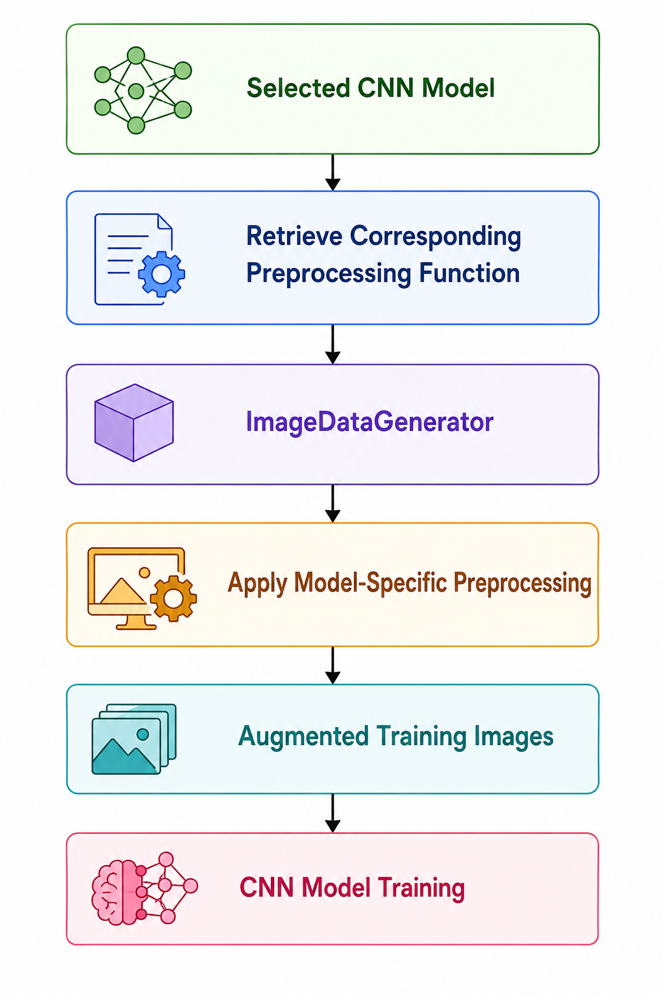 Selected CNN Model
Retrieve Corresponding
Preprocessing Function
ImageDataGenerator
Apply Model-Specific Preprocessing
Augmented Training Images
CNN Model Training